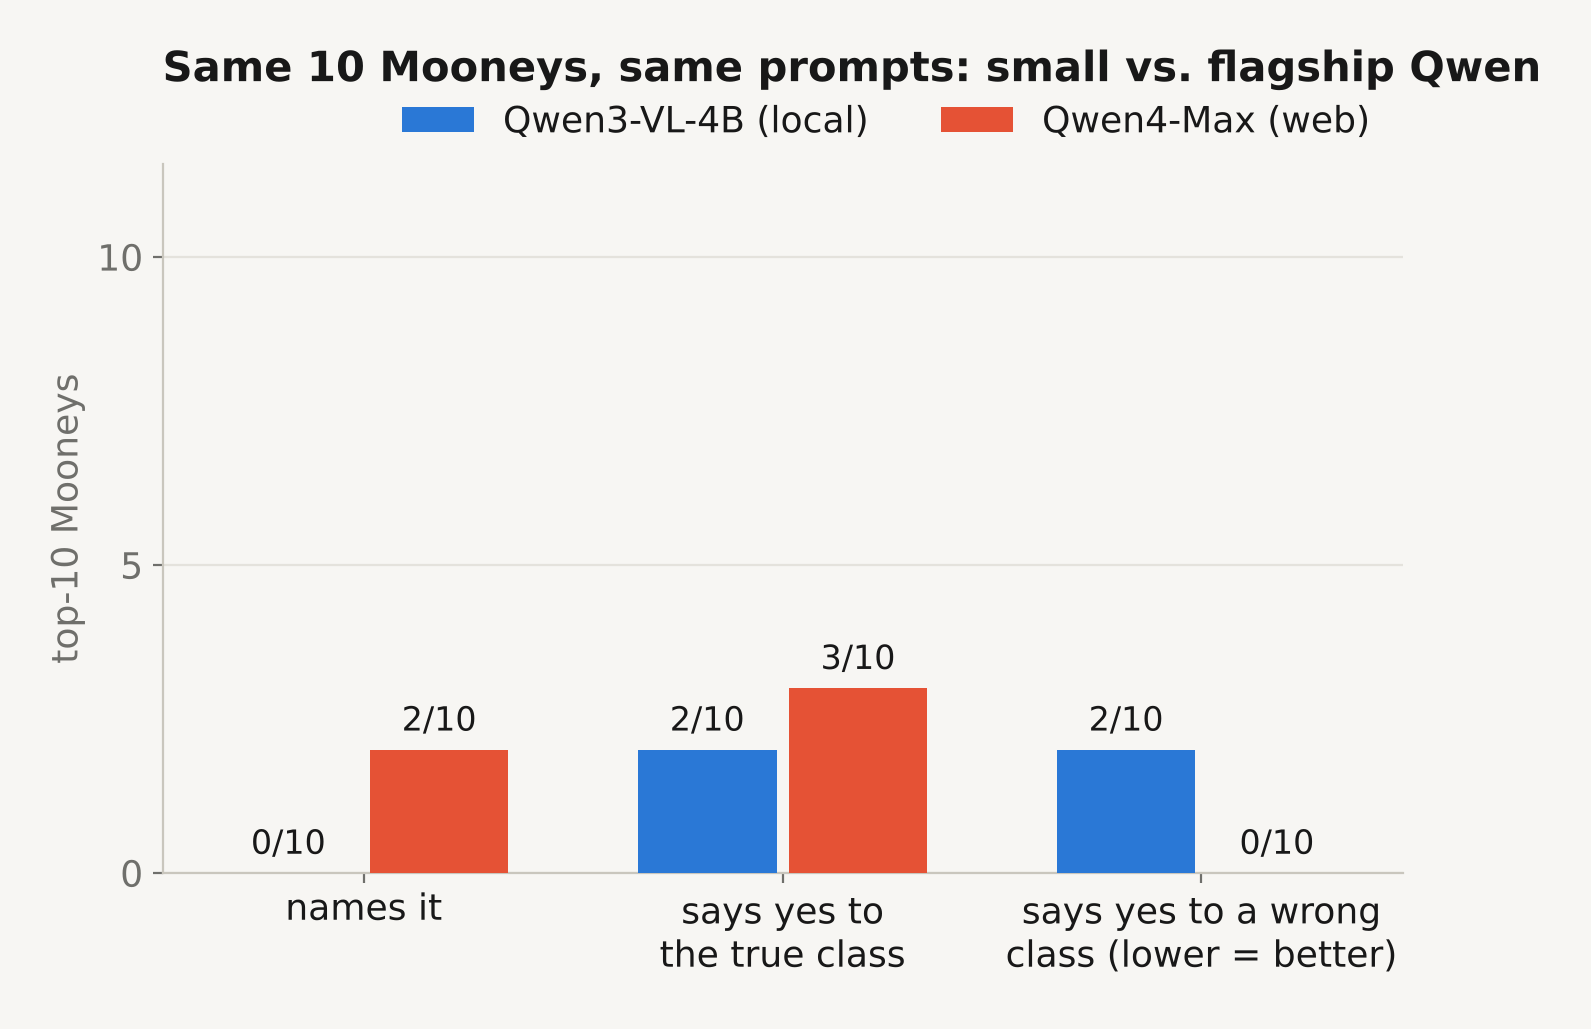 Same 10 Mooneys, same prompts: small vs. flagship Qwen
Qwen3-VL-4B (local)
Qwen4-Max (web)
top-10 Mooneys
10
5
0
0/10
2/10
2/10
3/10
2/10
0/10
names it
says yes to
the true class
says yes to a wrong
class (lower = better)